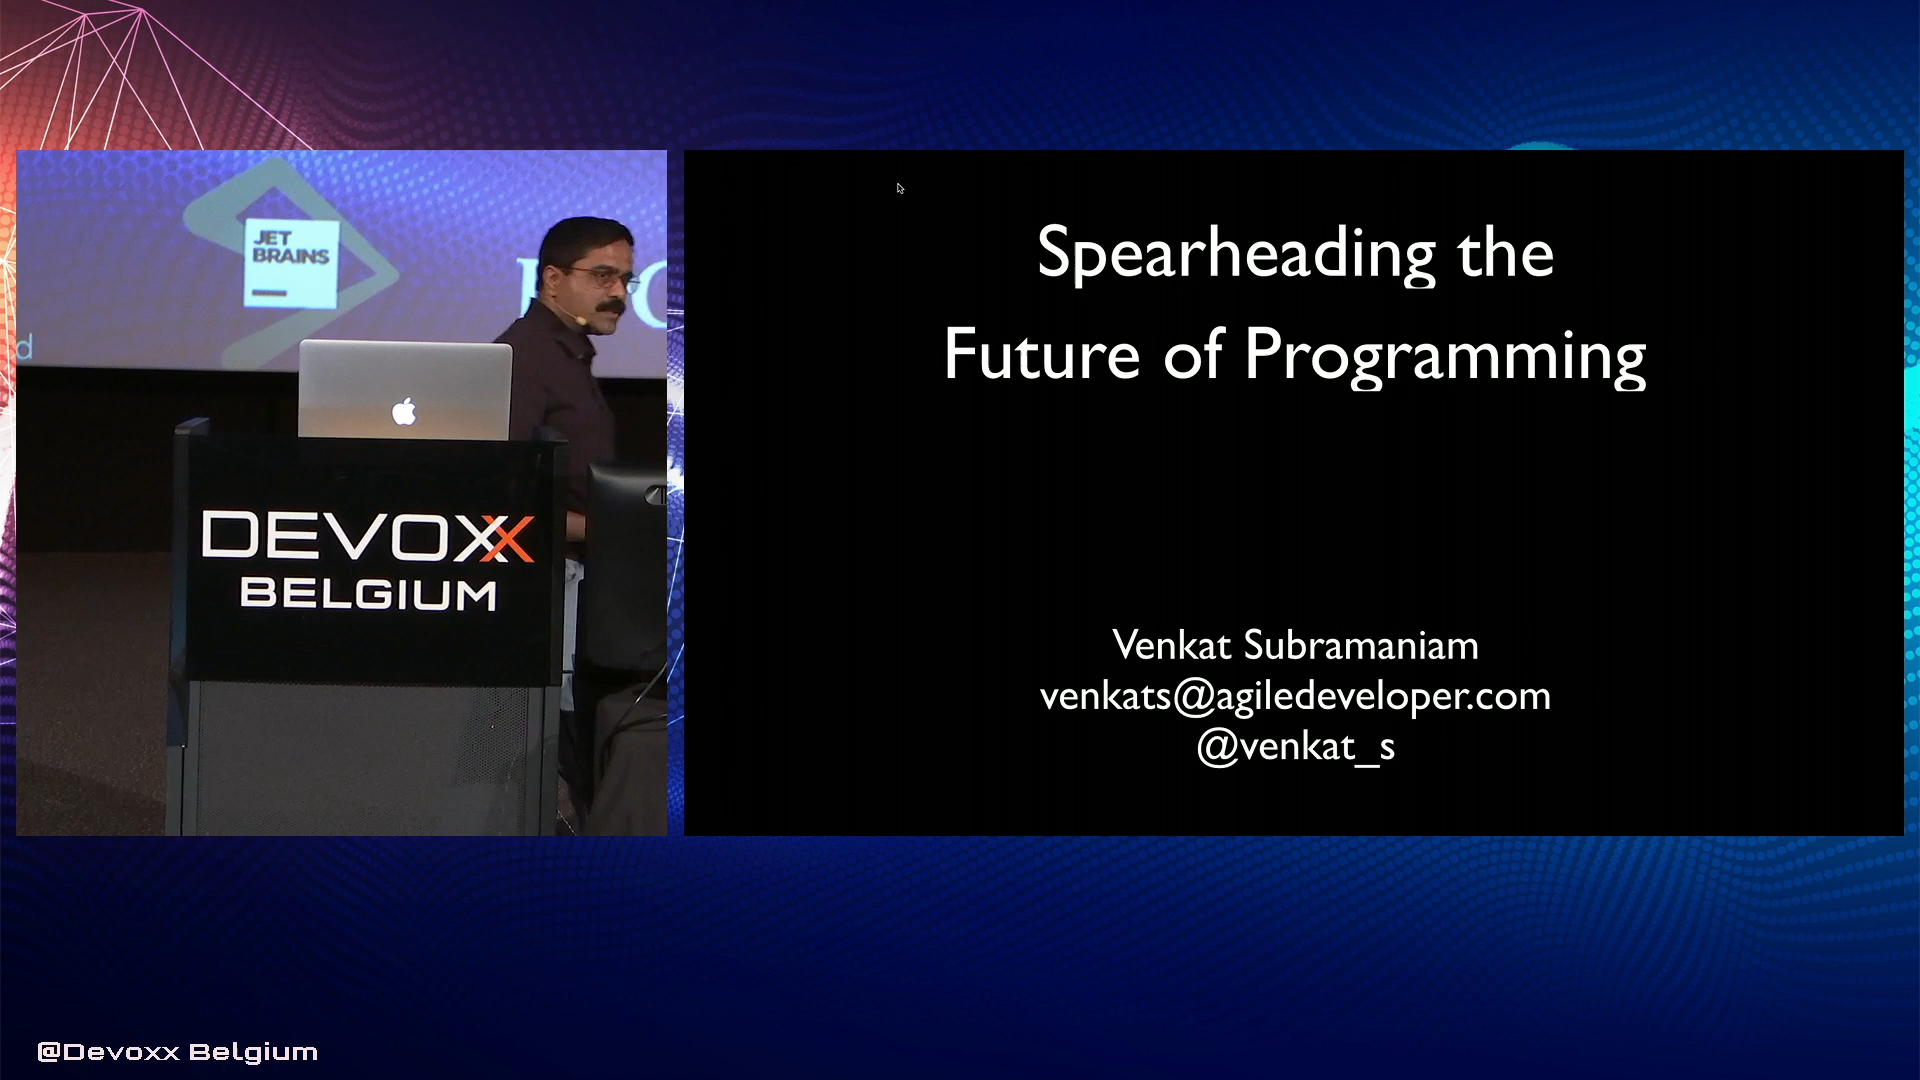 JET
BRAINS
d
DEVOXX
BELGIUM
Spearheading the
Future of Programming
Venkat Subramaniam
venkats@agiledeveloper.com
@venkat_s
@Devoxx Belgium